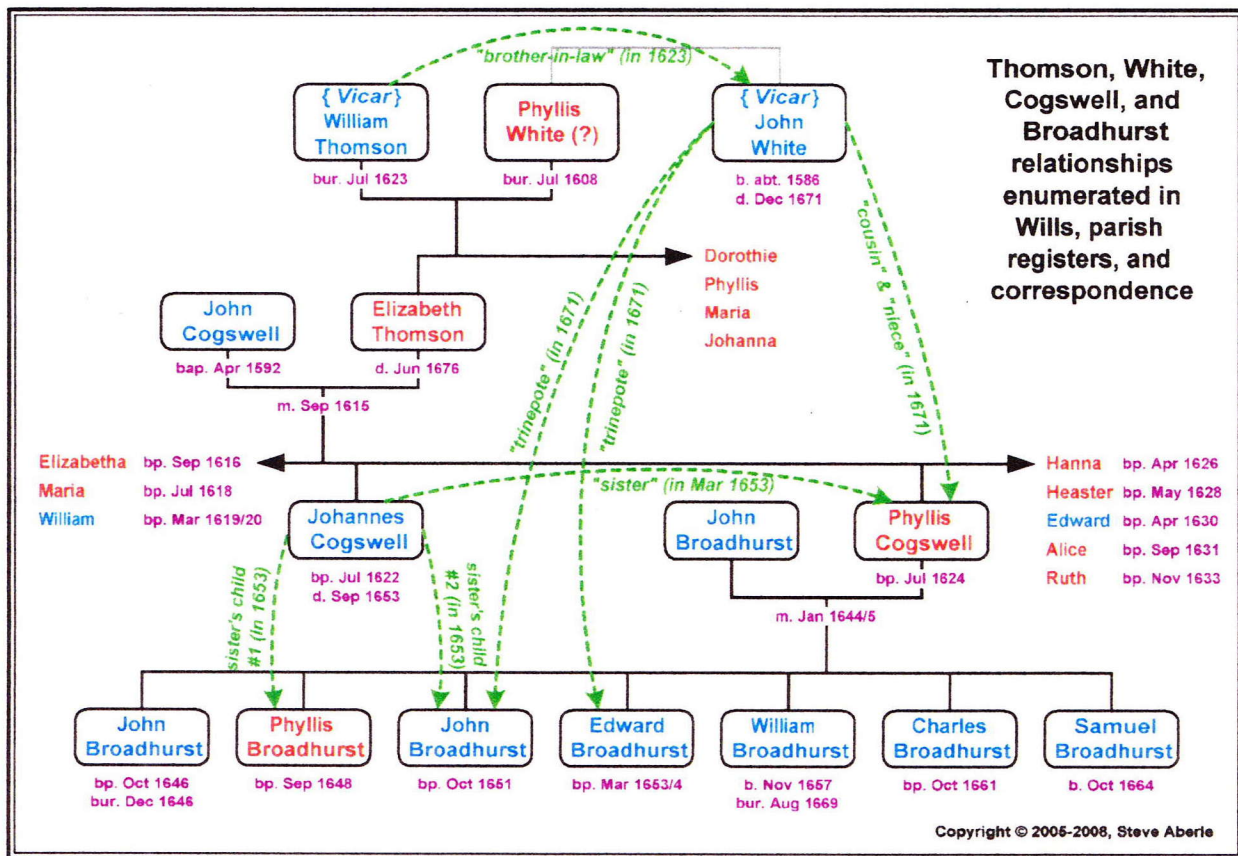 "brother-in-law" (in 1623)
Thomson, White,
Cogswell, and
Broadhurst
relationships
enumerated in
Wills, parish
registers, and
correspondence
{ Vicar }
William
Thomson
bur. Jul 1623
Phyllis
White (?)
bur. Jul 1608
{ Vicar }
John
White
b. abt. 1586
d. Dec 1671
Dorothie
Phyllis
Maria
Johanna
"trinepote" (in 1671)
"trinepote" (in 1671)
"cousin" & "niece" (in 1671)
John
Cogswell
bap. Apr 1592
Elizabeth
Thomson
d. Jun 1676
m. Sep 1615
Elizabetha bp. Sep 1616
Maria bp. Jul 1618
William bp. Mar 1619/20
Hanna bp. Apr 1626
Heaster bp. May 1628
Edward bp. Apr 1630
Alice bp. Sep 1631
Ruth bp. Nov 1633
"sister" (in Mar 1653)
Johannes
Cogswell
bp. Jul 1622
d. Sep 1653
John
Broadhurst
Phyllis
Cogswell
bp. Jul 1624
m. Jan 1644/5
sister's child
#1 (in 1653)
sister's child
#2 (in 1653)
John
Broadhurst
bp. Oct 1646
bur. Dec 1646
Phyllis
Broadhurst
bp. Sep 1648
John
Broadhurst
bp. Oct 1651
Edward
Broadhurst
bp. Mar 1653/4
William
Broadhurst
b. Nov 1657
bur. Aug 1669
Charles
Broadhurst
bp. Oct 1661
Samuel
Broadhurst
b. Oct 1664
Copyright © 2005-2008, Steve Aberle